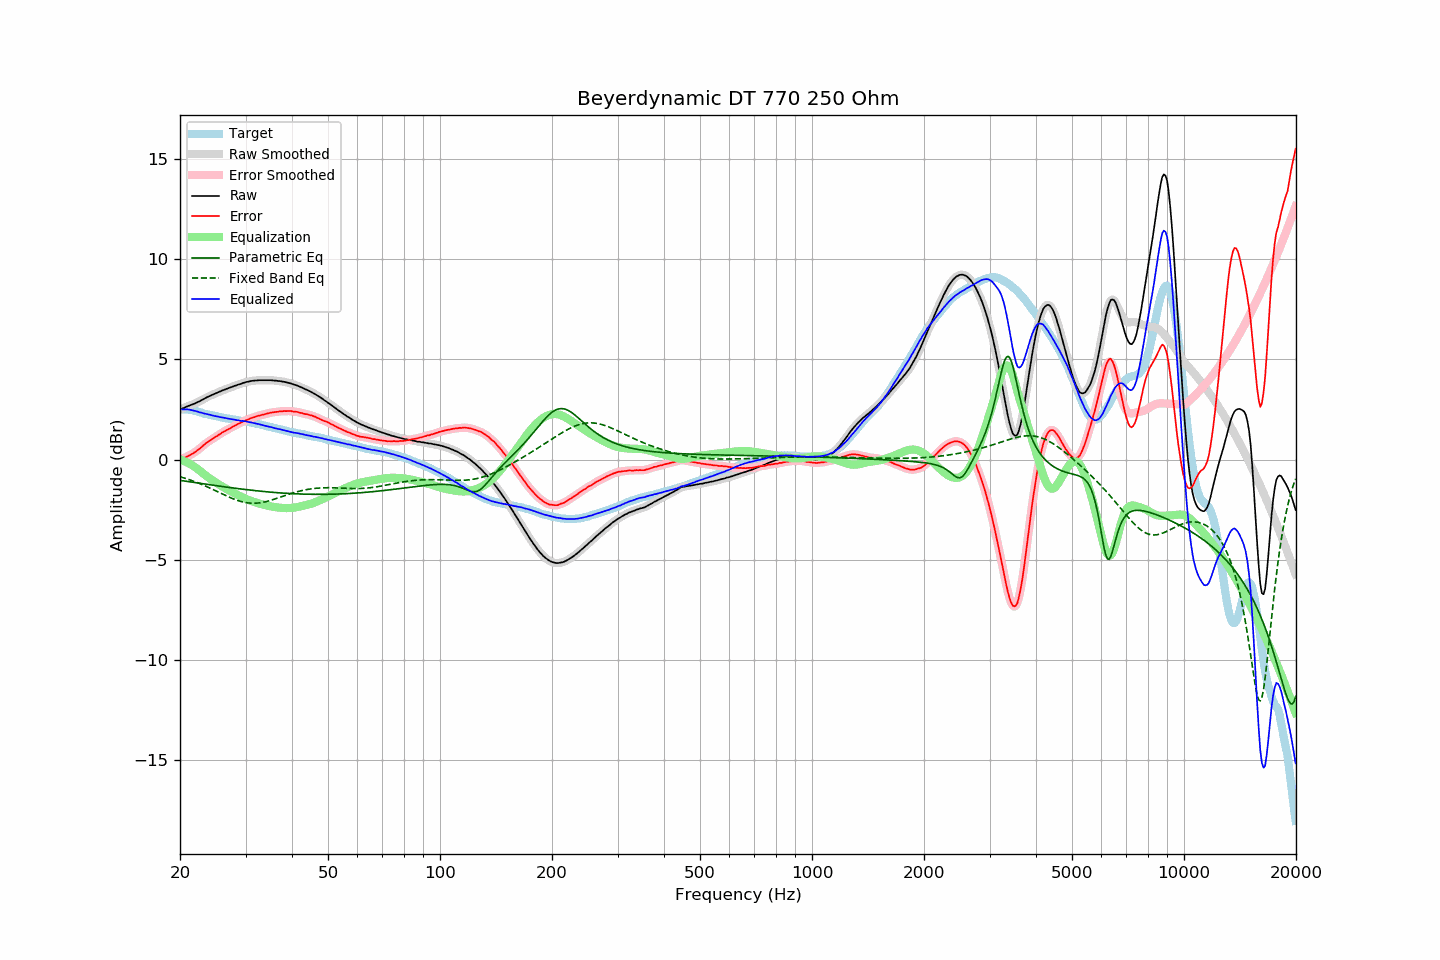 Beyerdynamic DT 770 250 Ohm
Target
Raw Smoothed
Error Smoothed
Raw
Error
Equalization
Parametric Eq
Fixed Band Eq
Equalized
15
10
5
0
−5
−10
−15
Amplitude (dBr)
20
50
100
200
500
1000
2000
5000
10000
20000
Frequency (Hz)